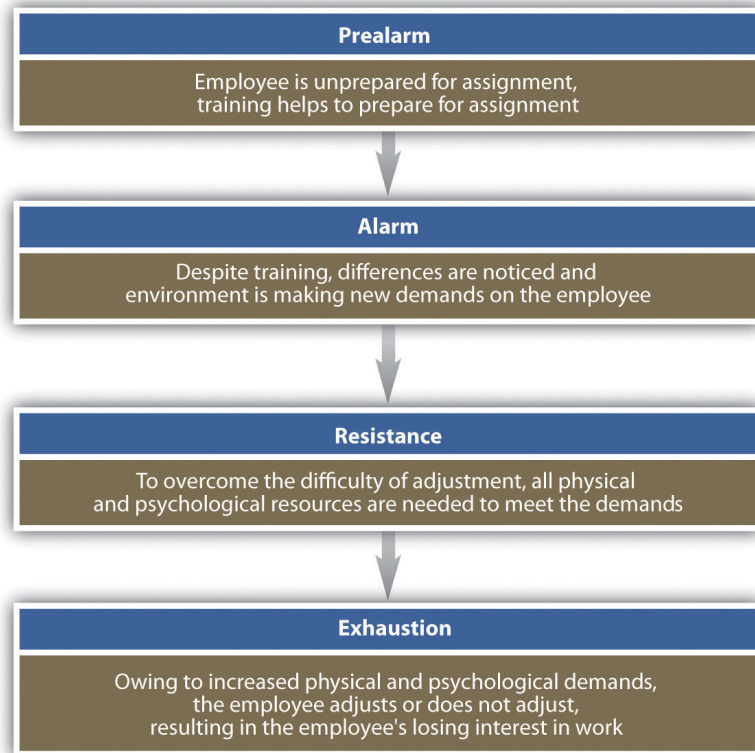 Prealarm
Employee is unprepared for assignment,
training helps to prepare for assignment
Alarm
Despite training, differences are noticed and
environment is making new demands on the employee
Resistance
To overcome the difficulty of adjustment, all physical
and psychological resources are needed to meet the demands
Exhaustion
Owing to increased physical and psychological demands,
the employee adjusts or does not adjust,
resulting in the employee's losing interest in work